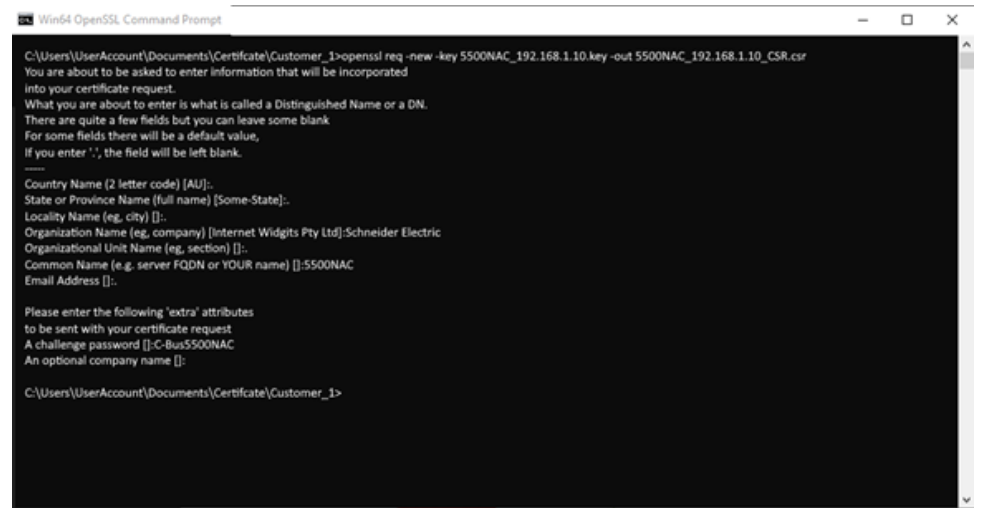 Win64 OpenSSL Command Prompt
C:\Users\UserAccount\Documents\Certifcate\Customer_1>openssl req -new -key 5500NAC_192.168.1.10.key -out 5500NAC_192.168.1.10_CSR.csr
You are about to be asked to enter information that will be incorporated
into your certificate request.
What you are about to enter is what is called a Distinguished Name or a DN.
There are quite a few fields but you can leave some blank
For some fields there will be a default value,
If you enter '.', the field will be left blank.
-----
Country Name (2 letter code) [AU]:.
State or Province Name (full name) [Some-State]:.
Locality Name (eg, city) []:.
Organization Name (eg, company) [Internet Widgits Pty Ltd]:Schneider Electric
Organizational Unit Name (eg, section) []:.
Common Name (e.g. server FQDN or YOUR name) []:5500NAC
Email Address []:.
Please enter the following 'extra' attributes
to be sent with your certificate request
A challenge password []:C-Bus5500NAC
An optional company name []:
C:\Users\UserAccount\Documents\Certifcate\Customer_1>